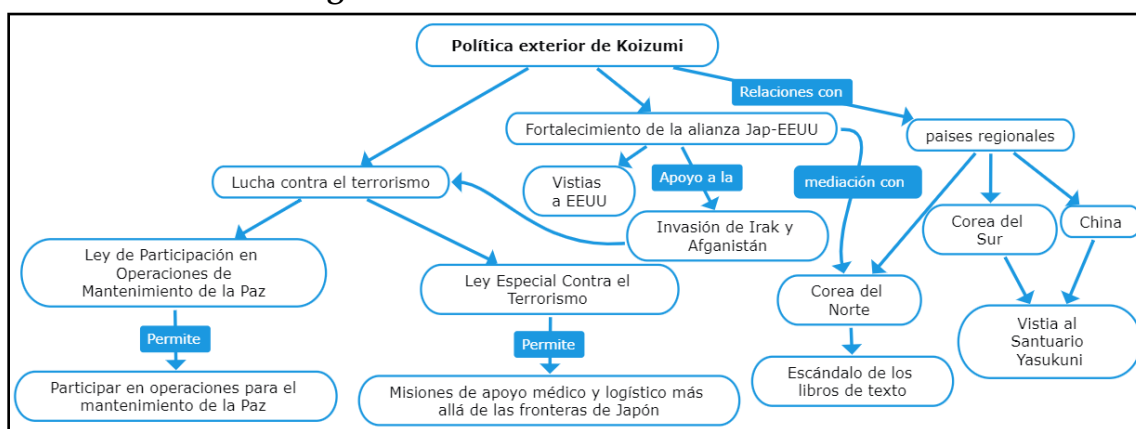 Política exterior de Koizumi
Relaciones con
Fortalecimiento de la alianza Jap-EEUU
paises regionales
Lucha contra el terrorismo
Vistias
a EEUU
Apoyo a la
mediación con
Invasión de Irak y
Afganistán
Corea del
Sur
China
Ley de Participación en
Operaciones de
Mantenimiento de la Paz
Ley Especial Contra el
Terrorismo
Corea del
Norte
Vistia al
Santuario
Yasukuni
Permite
Permite
Participar en operaciones para el
mantenimiento de la Paz
Misiones de apoyo médico y logístico más
allá de las fronteras de Japón
Escándalo de los
libros de texto